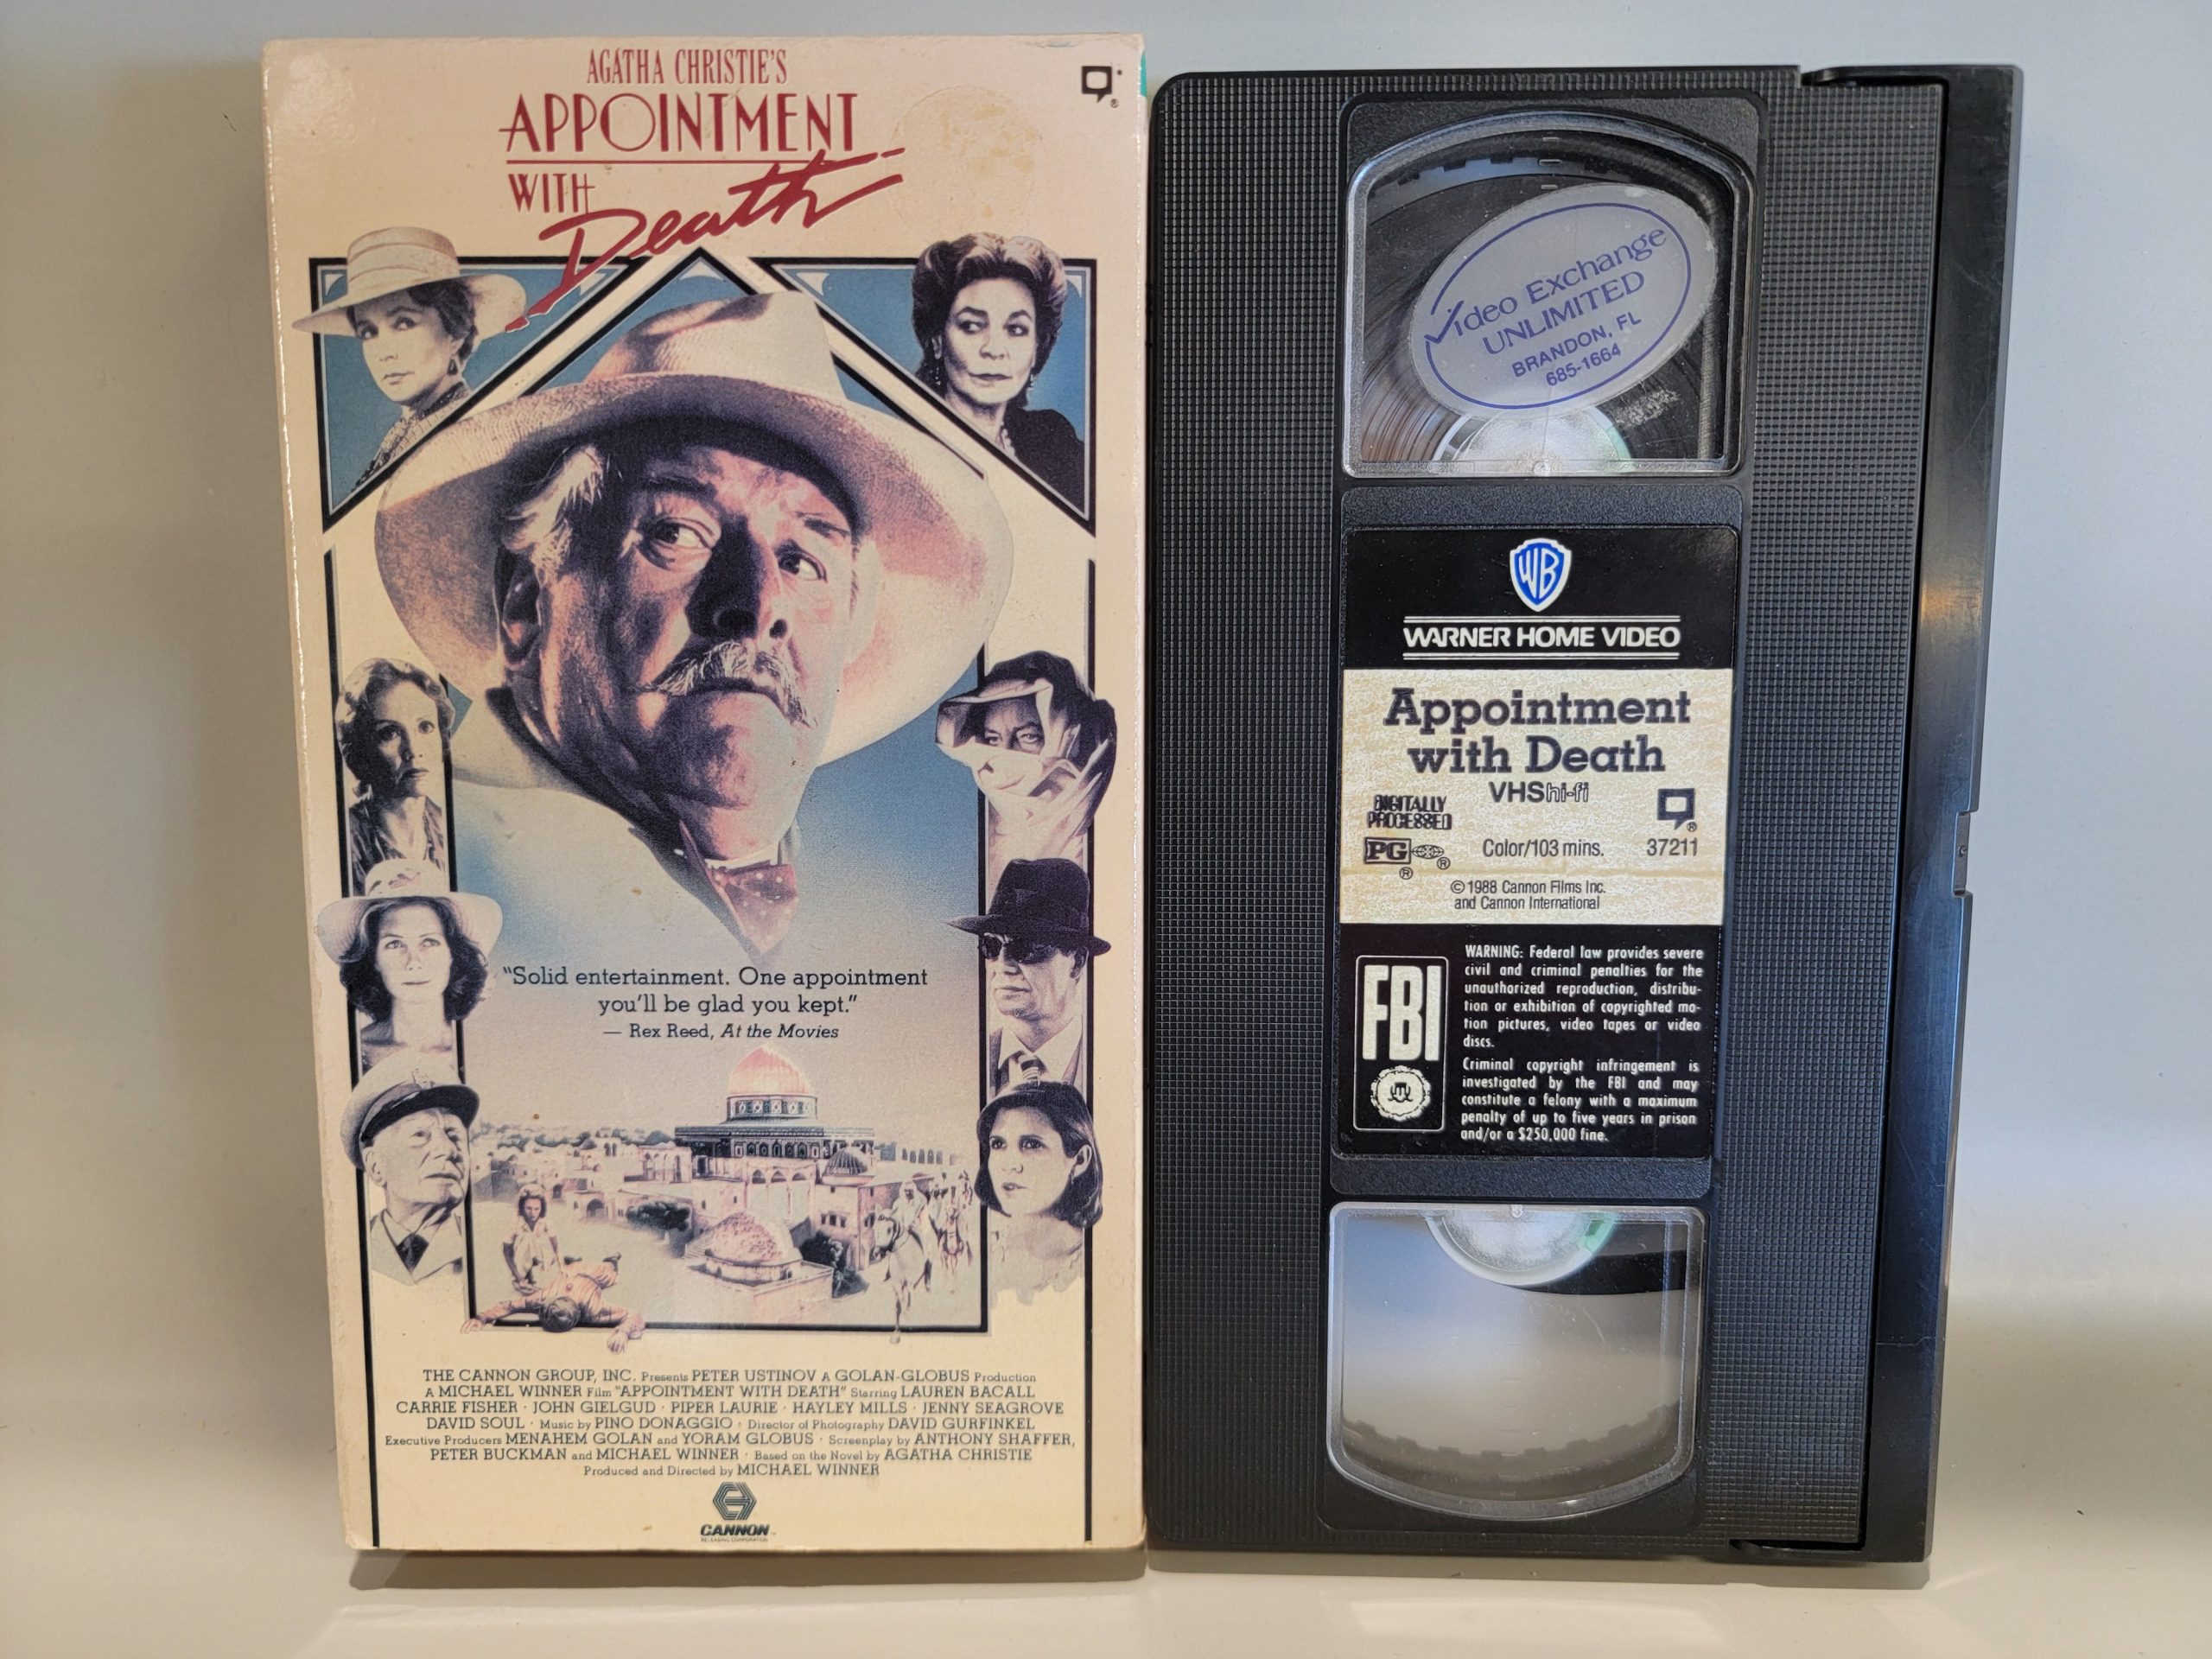 AGATHA CHRISTIE'S
APPOINTMENT
WITH
Death
"Solid entertainment. One appointment
you'll be glad you kept."
— Rex Reed, At the Movies
THE CANNON GROUP, INC. Presents PETER USTINOV A GOLAN-GLOBUS Production
A MICHAEL WINNER Film "APPOINTMENT WITH DEATH" Starring LAUREN BACALL
CARRIE FISHER · JOHN GIELGUD · PIPER LAURIE · HAYLEY MILLS · JENNY SEAGROVE
DAVID SOUL · Music by PINO DONAGGIO · Director of Photography DAVID GURFINKEL
Executive Producers MENAHEM GOLAN and YORAM GLOBUS · Screenplay by ANTHONY SHAFFER,
PETER BUCKMAN and MICHAEL WINNER · Based on the Novel by AGATHA CHRISTIE
Produced and Directed by MICHAEL WINNER
CANNON™
RELEASING CORPORATION
Video Exchange
UNLIMITED
BRANDON, FL
685-1664
WB
WARNER HOME VIDEO
Appointment
with Death
VHS hi-fi
DIGITALLY
PROCESSED
PG ® ® Color/103 mins. 37211
©1988 Cannon Films Inc.
and Cannon International
FBI
WARNING: Federal law provides severe
civil and criminal penalties for the
unauthorized reproduction, distribu-
tion or exhibition of copyrighted mo-
tion pictures, video tapes or video
discs.
Criminal copyright infringement is
investigated by the FBI and may
constitute a felony with a maximum
penalty of up to five years in prison
and/or a $250,000 fine.